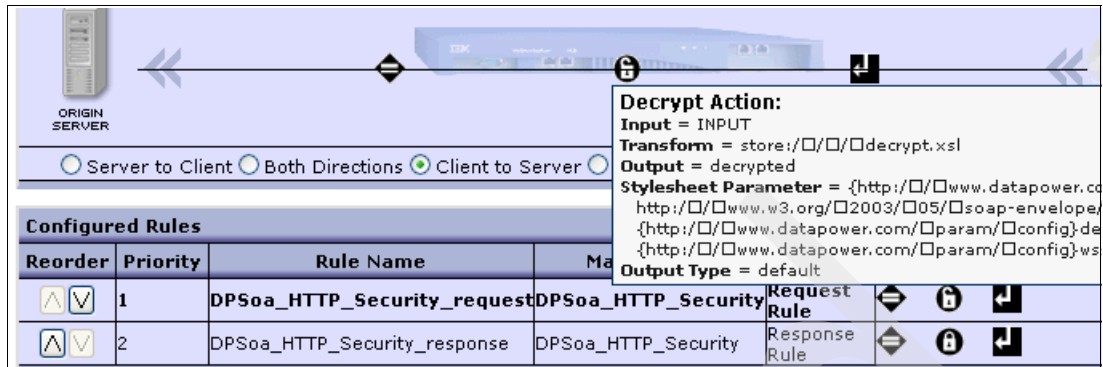 IBM
Decrypt Action:
Input = INPUT
Transform = store:/□/□/□decrypt.xsl
Output = decrypted
Stylesheet Parameter = {http:/□/□www.datapower.co
http:/□/□www.w3.org/□2003/□05/□soap-envelope/
{http:/□/□www.datapower.com/□param/□config}de
{http:/□/□www.datapower.com/□param/□config}ws
Output Type = default
ORIGIN
SERVER
Server to Client Both Directions Client to Server
Configured Rules
Reorder Priority Rule Name Ma
1 DPSoa_HTTP_Security_request DPSoa_HTTP_Security Request Rule
2 DPSoa_HTTP_Security_response DPSoa_HTTP_Security Response Rule